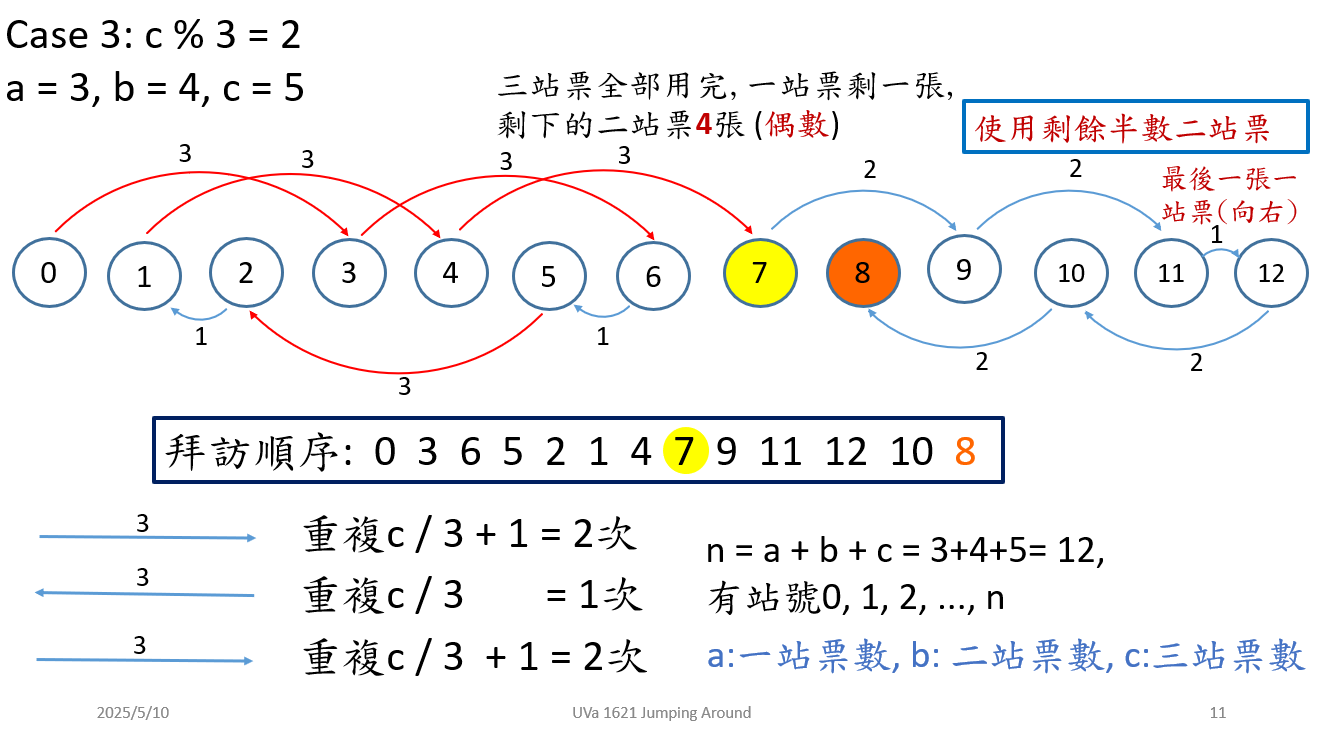 Case 3: c % 3 = 2
a = 3, b = 4, c = 5
三站票全部用完, 一站票剩一張,
剩下的二站票4張 (偶數)
使用剩餘半數二站票
最後一張一
站票(向右)
3 3 3 3 2 2 1
0 1 2 3 4 5 6 7 8 9 10 11 12
1 3 1 2 2
拜訪順序: 0 3 6 5 2 1 4 7 9 11 12 10 8
3 重複c / 3 + 1 = 2次
3 重複c / 3 = 1次
3 重複c / 3 + 1 = 2次
n = a + b + c = 3+4+5= 12,
有站號0, 1, 2, ..., n
a:一站票數, b: 二站票數, c:三站票數
2025/5/10 UVa 1621 Jumping Around 11